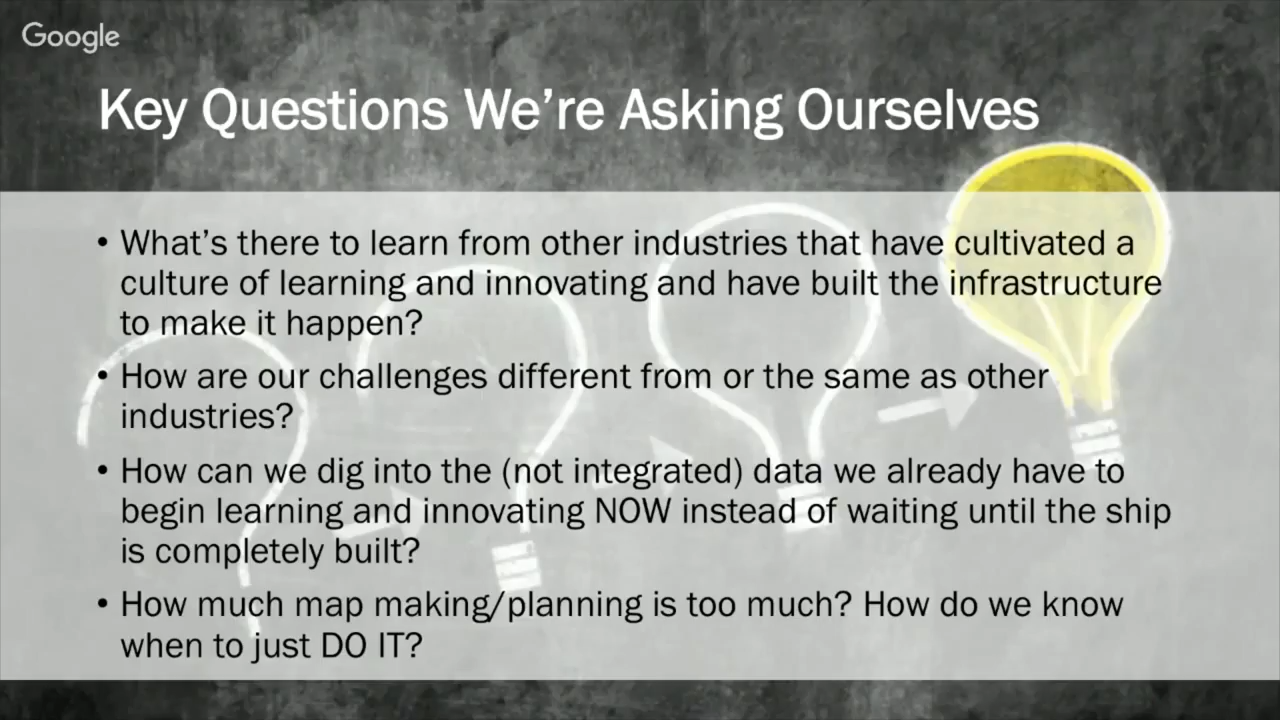 Google
Key Questions We're Asking Ourselves
• What's there to learn from other industries that have cultivated a
culture of learning and innovating and have built the infrastructure
to make it happen?
• How are our challenges different from or the same as other
industries?
• How can we dig into the (not integrated) data we already have to
begin learning and innovating NOW instead of waiting until the ship
is completely built?
• How much map making/planning is too much? How do we know
when to just DO IT?